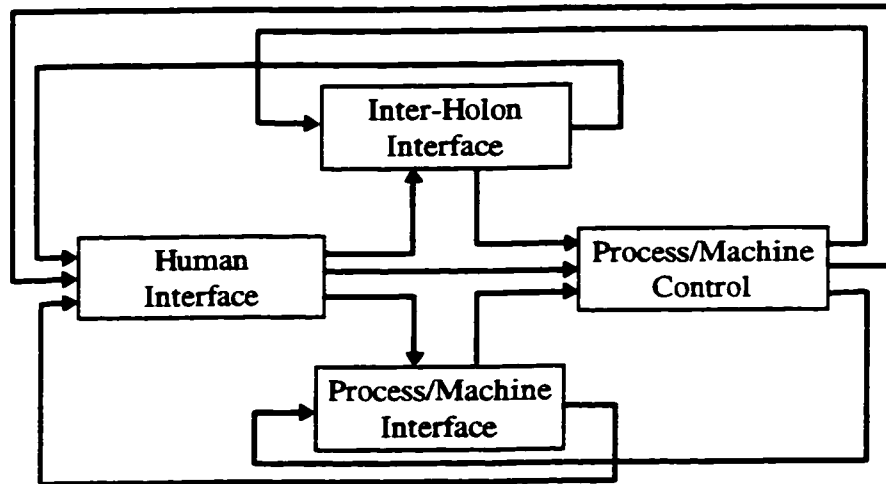 Inter-Holon
Interface
Human
Interface
Process/Machine
Control
Process/Machine
Interface